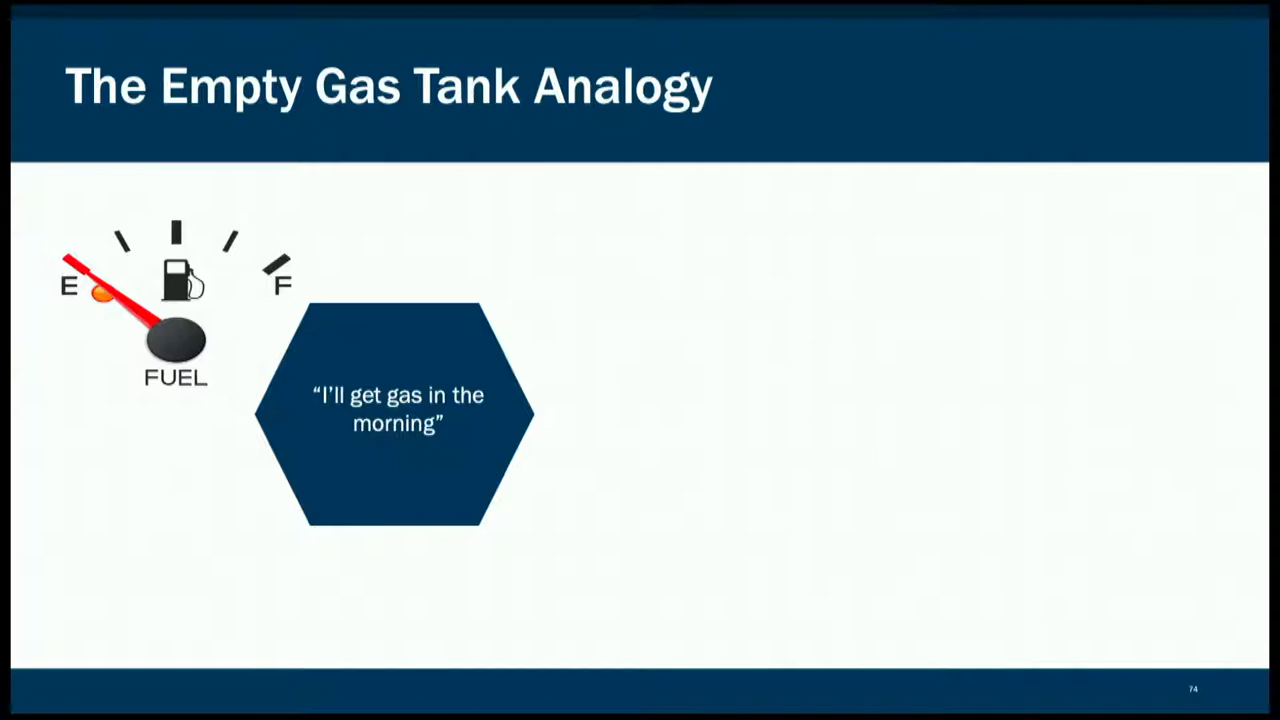 The Empty Gas Tank Analogy
E
F
FUEL
“I’ll get gas in the
morning”
74